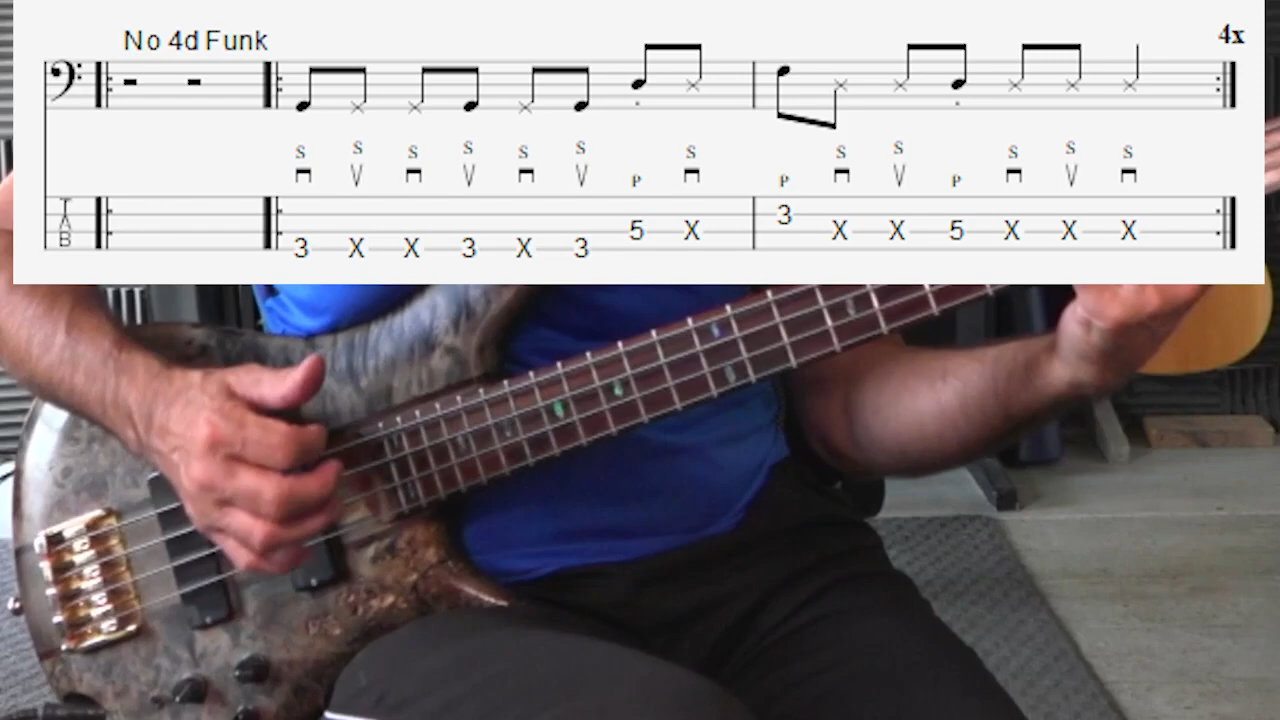 No 4d Funk
4x
S S S S S S S S S S S S
P P P
T
A
B
3
3 X X 3 X 3 5 X X X 5 X X X